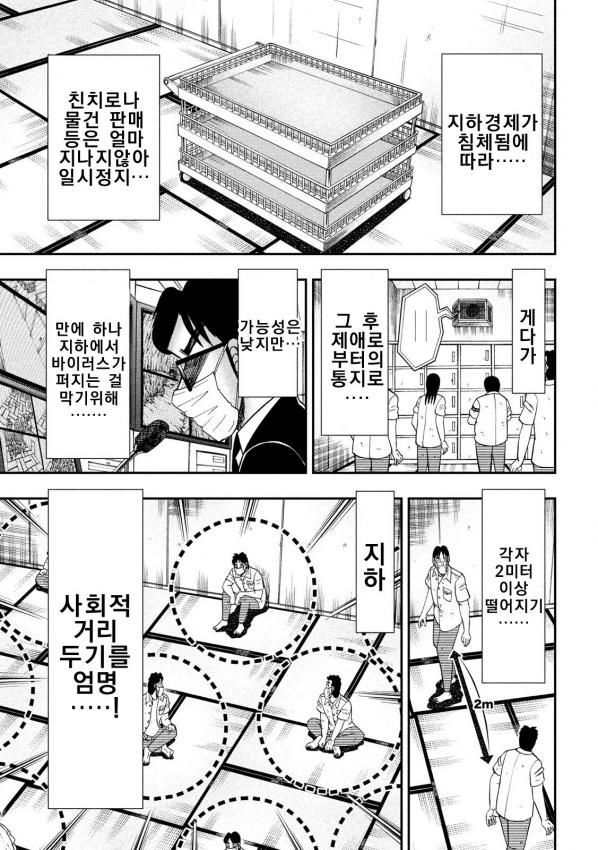 지하경제가
침체됨에
따라‥‥‥
친치로나
물건 판매
등은 얼마
지나지않아
일시정지…
게다가
후
그 로의
제애로
부터
통지…
가능성은
낮지만…
만에 하나
지하에서
바이러스가
퍼지는 걸
막기위해
‥‥‥
각자
2미터
이상
떨어지기
‥‥‥
2m
지하
사회적
거리
두기를
엄명
‥‥‥!